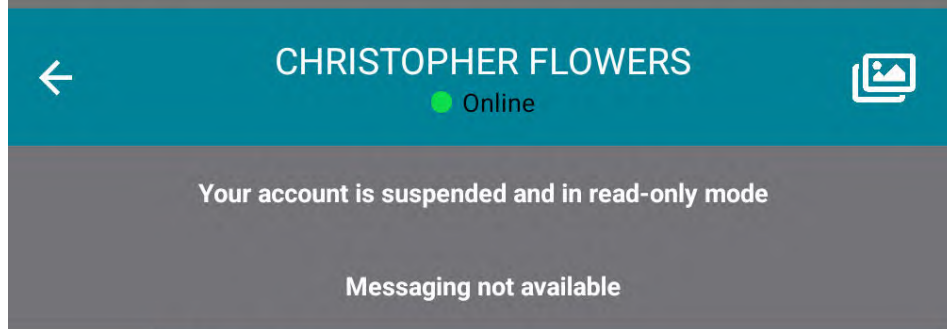 CHRISTOPHER FLOWERS
Online
Your account is suspended and in read-only mode
Messaging not available